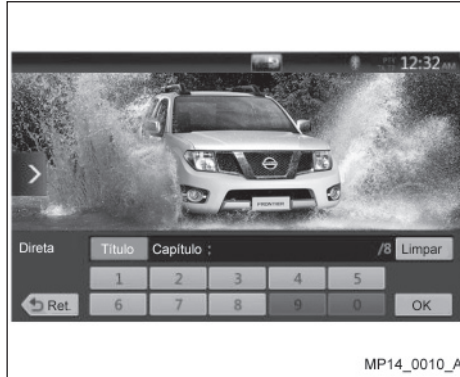 12:32 AM
FRONTIER
Direta Título Capítulo : /8 Limpar
1 2 3 4 5
Ret. 6 7 8 9 0 OK
MP14_0010_A